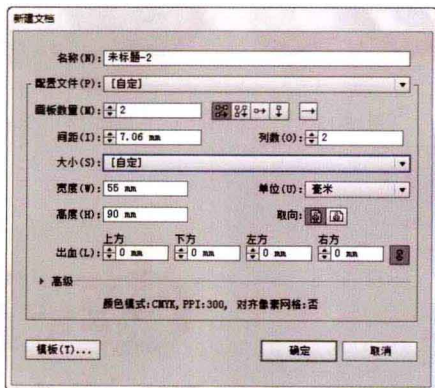 新建文档
名称(N): 未标题-2
配置文件(P): [自定]
画板数量(M): 2
间距(I): 7.06 mm 列数(O): 2
大小(S): [自定]
宽度(W): 55 mm 单位(U): 毫米
高度(H): 90 mm 取向:
上方 下方 左方 右方
出血(L): 0 mm 0 mm 0 mm 0 mm
高级
颜色模式:CMYK, PPI:300, 对齐像素网格:否
模板(T)... 确定 取消